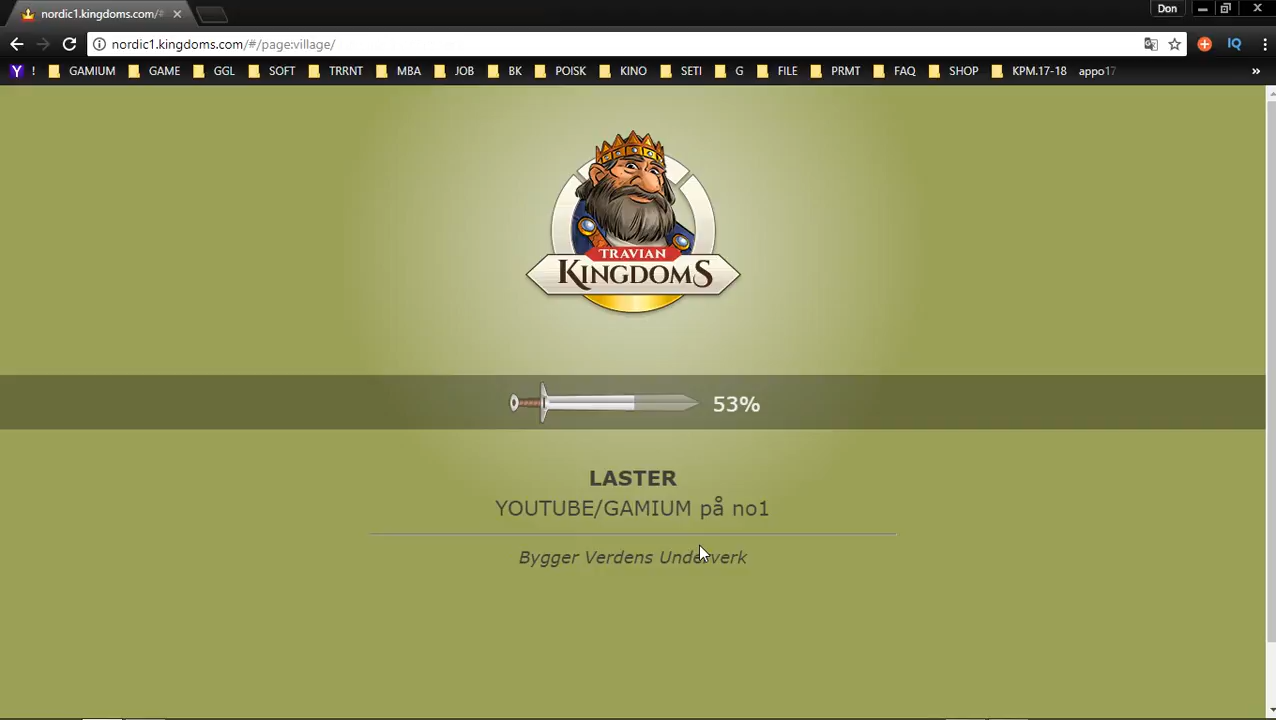 nordic1.kingdoms.com/#
Don
nordic1.kingdoms.com/#/page:village/
Y ! GAMIUM GAME GGL SOFT TRRNT MBA JOB BK POISK KINO SETI G FILE PRMT FAQ SHOP KPM.17-18 appo17 »
TRAVIAN
KINGDOMS
53%
LASTER
YOUTUBE/GAMIUM på no1
Bygger Verdens Underverk